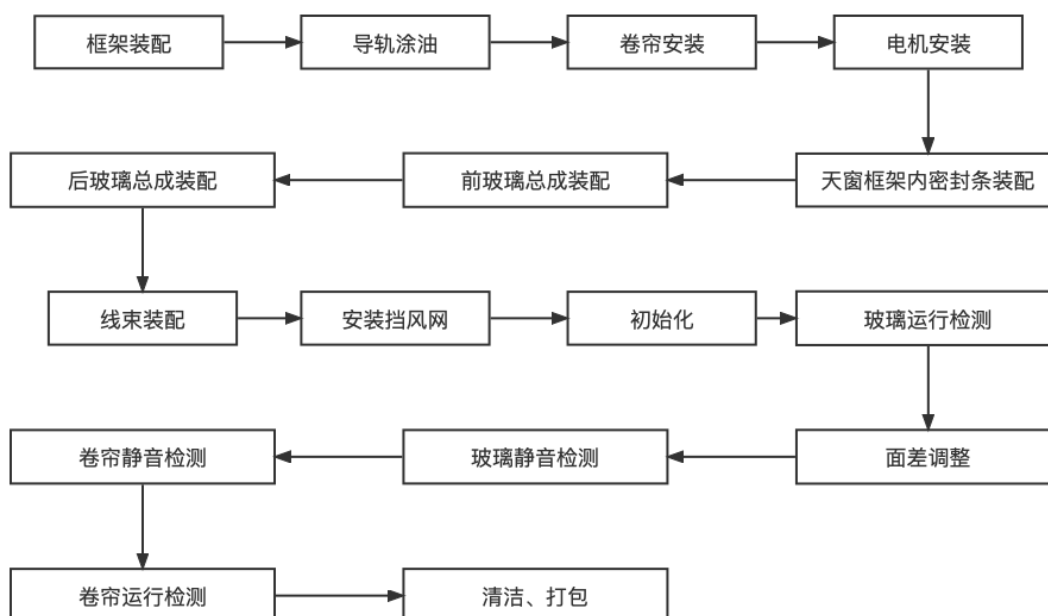 框架装配
导轨涂油
卷帘安装
电机安装
天窗框架内密封条装配
前玻璃总成装配
后玻璃总成装配
线束装配
安装挡风网
初始化
玻璃运行检测
面差调整
玻璃静音检测
卷帘静音检测
卷帘运行检测
清洁、打包